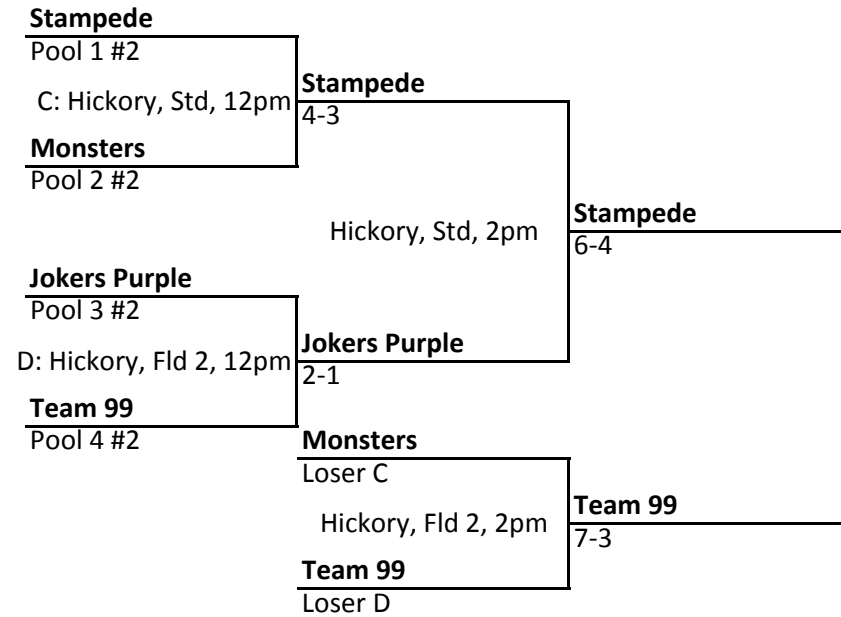 Stampede
Pool 1 #2
C: Hickory, Std, 12pm
Stampede
4-3
Monsters
Pool 2 #2
Hickory, Std, 2pm
Stampede
6-4
Jokers Purple
Pool 3 #2
D: Hickory, Fld 2, 12pm
Jokers Purple
2-1
Team 99
Pool 4 #2
Monsters
Loser C
Hickory, Fld 2, 2pm
Team 99
7-3
Team 99
Loser D